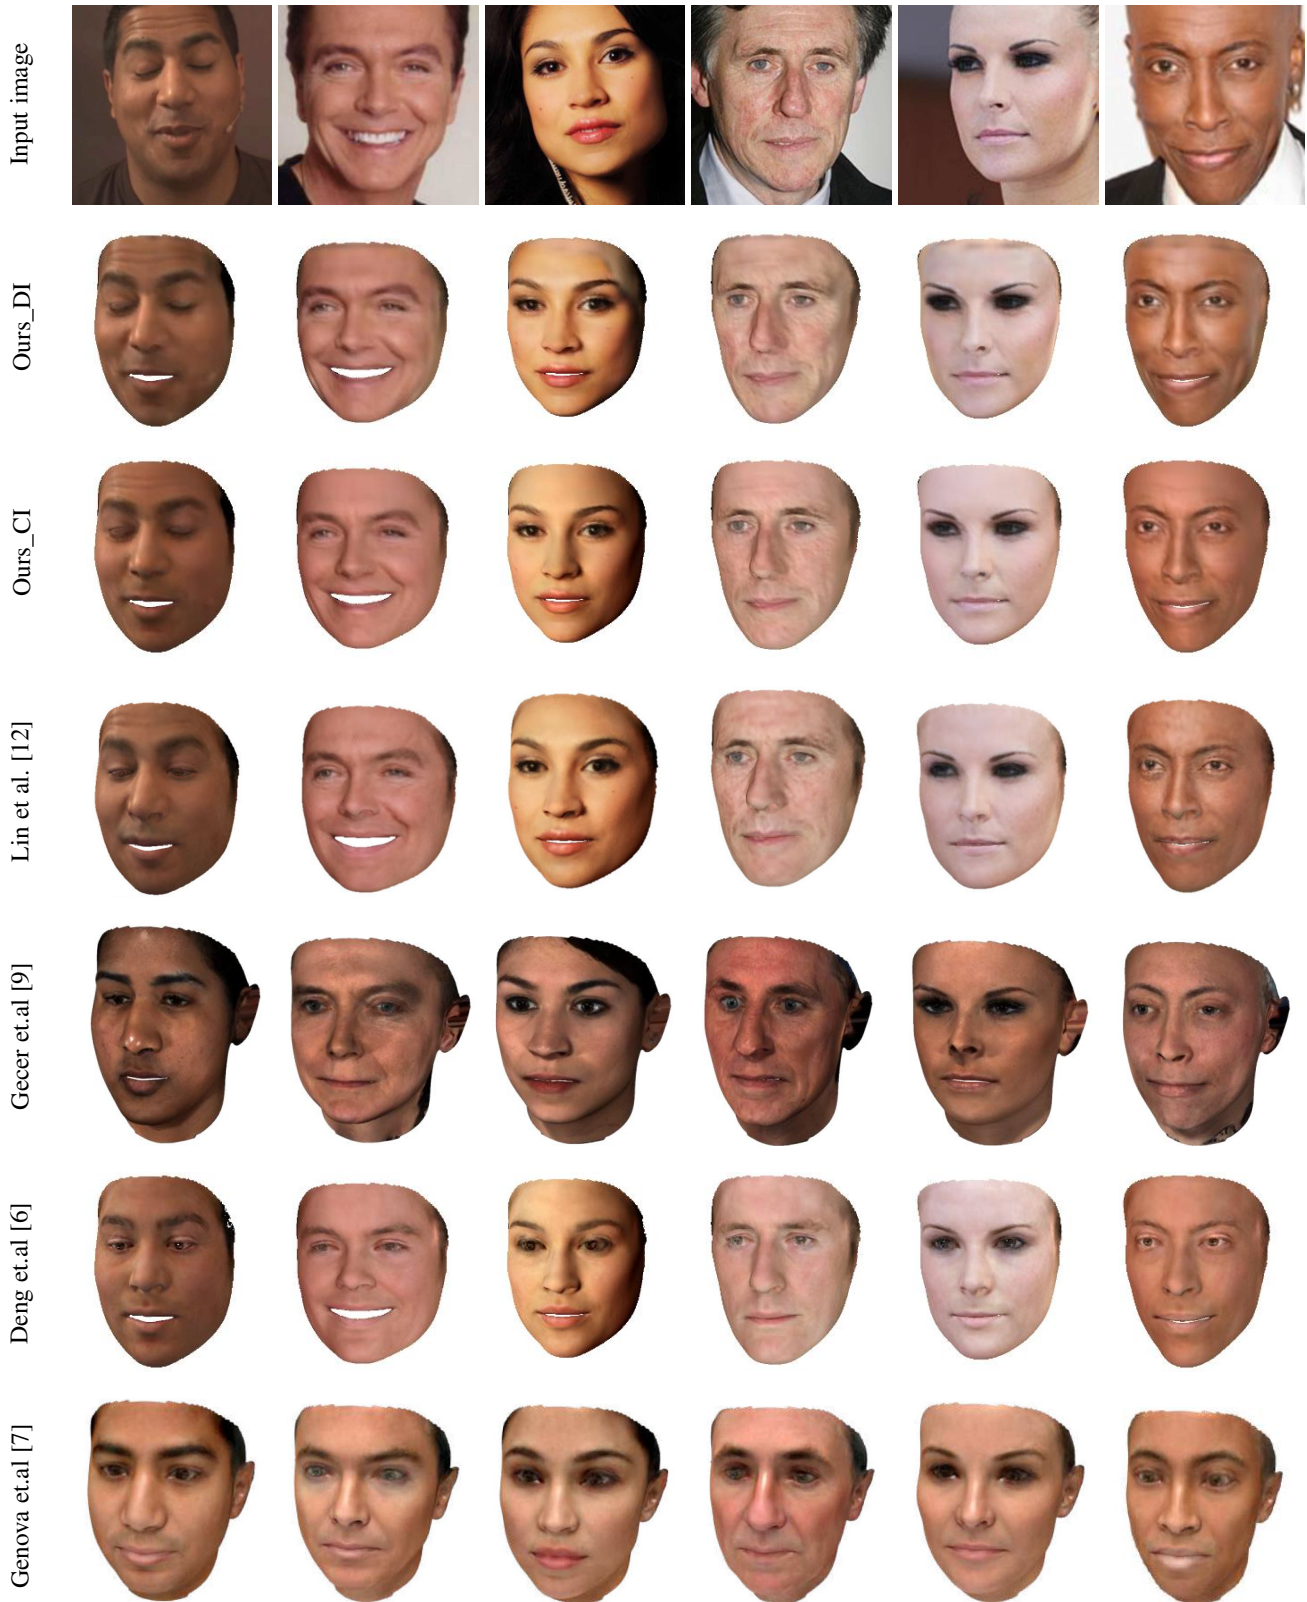 Input image
Ours_DI
Ours_CI
Lin et al. [12]
Gecer et.al [9]
Deng et.al [6]
Genova et.al [7]